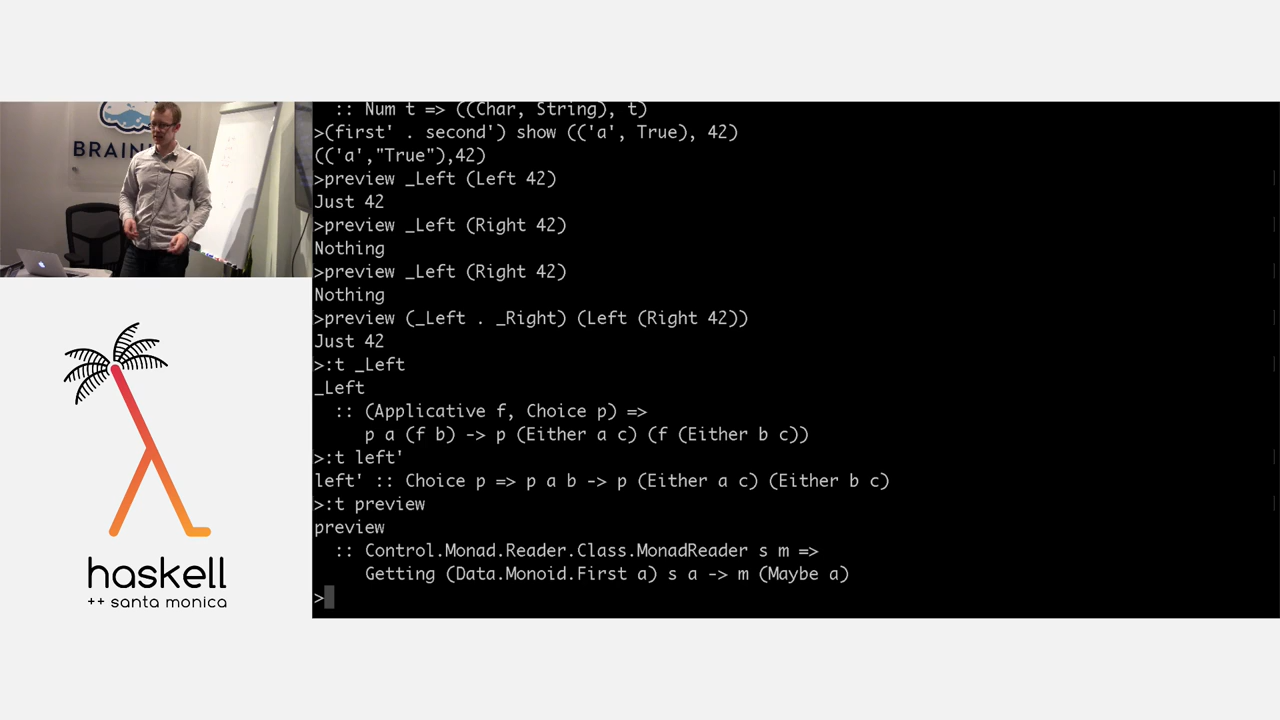 BRAIN
:: Num t => ((Char, String), t)
>(first' . second') show (('a', True), 42)
(('a',"True"),42)
>preview _Left (Left 42)
Just 42
>preview _Left (Right 42)
Nothing
>preview _Left (Right 42)
Nothing
>preview (_Left . _Right) (Left (Right 42))
Just 42
>:t _Left
_Left
:: (Applicative f, Choice p) =>
p a (f b) -> p (Either a c) (f (Either b c))
>:t left'
left' :: Choice p => p a b -> p (Either a c) (Either b c)
>:t preview
preview
:: Control.Monad.Reader.Class.MonadReader s m =>
Getting (Data.Monoid.First a) s a -> m (Maybe a)
>
haskell
++ santa monica